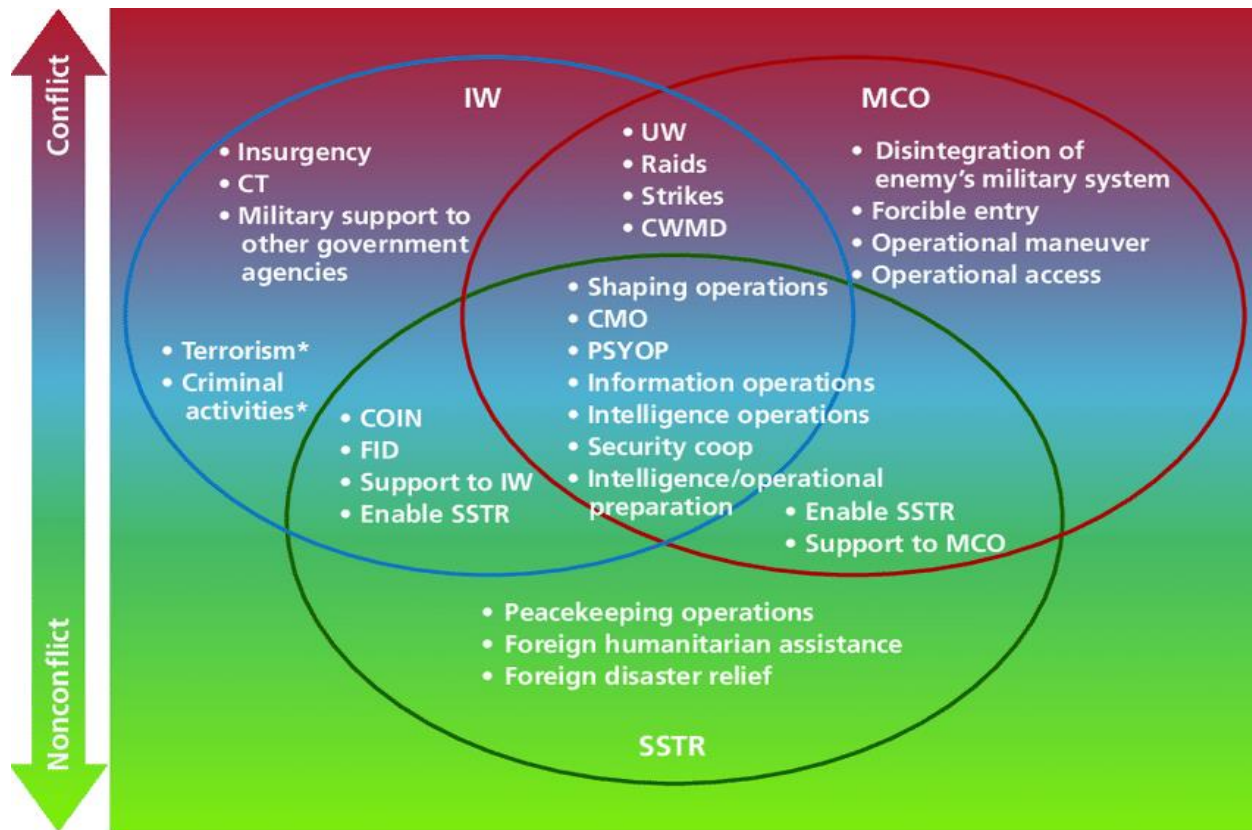 Conflict
Nonconflict
IW
• Insurgency
• CT
• Military support to
other government
agencies
• Terrorism*
• Criminal
activities*
• UW
• Raids
• Strikes
• CWMD
MCO
• Disintegration of
enemy's military system
• Forcible entry
• Operational maneuver
• Operational access
• Shaping operations
• CMO
• PSYOP
• Information operations
• Intelligence operations
• Security coop
• Intelligence/operational
preparation
• COIN
• FID
• Support to IW
• Enable SSTR
• Enable SSTR
• Support to MCO
• Peacekeeping operations
• Foreign humanitarian assistance
• Foreign disaster relief
SSTR